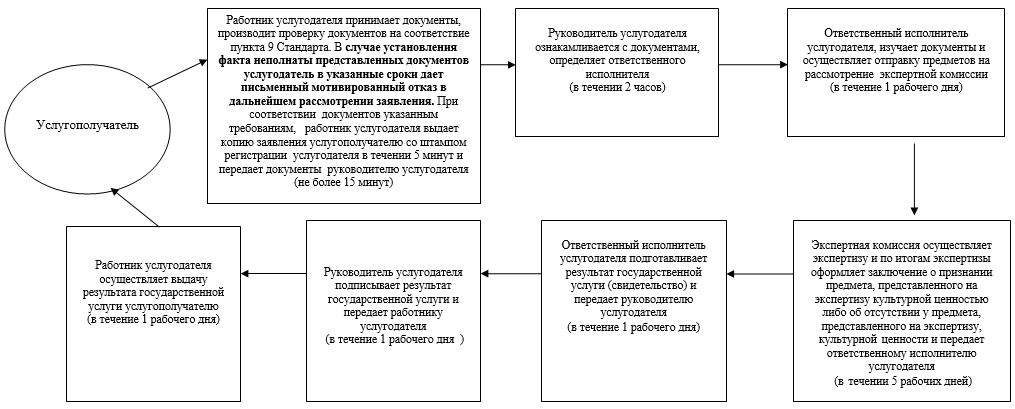 Услугополучатель
Работник услугодателя принимает документы,
производит проверку документов на соответствие
пункта 9 Стандарта. В случае установления
факта неполнаты представленных документов
услугодатель в указанные сроки дает
письменный мотивированный отказ в
дальнейшем рассмотрении заявления. При
соответствии документов указанным
требованиям, работник услугодателя выдает
копию заявления услугополучателю со штампом
регистрации услугодателя в течении 5 минут и
передает документы руководителю услугодателя
(не более 15 минут)
Руководитель услугодателя
ознакамливается с документами,
определяет ответственного
исполнителя
(в течении 2 часов)
Ответственный исполнитель
услугодателя, изучает документы и
осуществляет отправку предметов на
рассмотрение экспертной комиссии
(в течение 1 рабочего дня)
Экспертная комиссия осуществляет
экспертизу и по итогам экспертизы
оформляет заключение о признании
предмета, представленного на
экспертизу культурной ценностью
либо об отсутствии у предмета,
представленного на экспертизу,
культурной ценности и передает
ответственному исполнителю
услугодателя
(в течении 5 рабочих дней)
Ответственный исполнитель
услугодателя подготавливает
результат государственной
услуги (свидетельство) и
передает руководителю
услугодателя
(в течение 1 рабочего дня)
Руководитель услугодателя
подписывает результат
государственной услуги и
передает работнику
услугодателя
(в течение 1 рабочего дня )
Работник услугодателя
осуществляет выдачу
результата государственной
услуги услугополучателю
(в течение 1 рабочего дня)